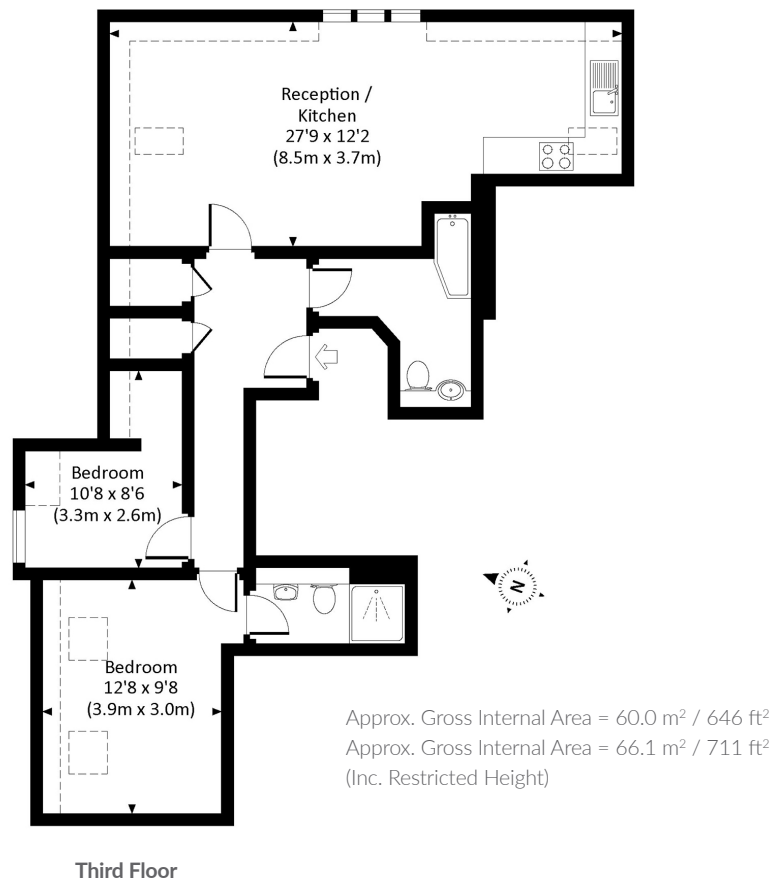 Reception /
Kitchen
27'9 x 12'2
(8.5m x 3.7m)
Bedroom
10'8 x 8'6
(3.3m x 2.6m)
N
Bedroom
12'8 x 9'8
(3.9m x 3.0m)
Approx. Gross Internal Area = 60.0 m² / 646 ft²
Approx. Gross Internal Area = 66.1 m² / 711 ft²
(Inc. Restricted Height)
Third Floor